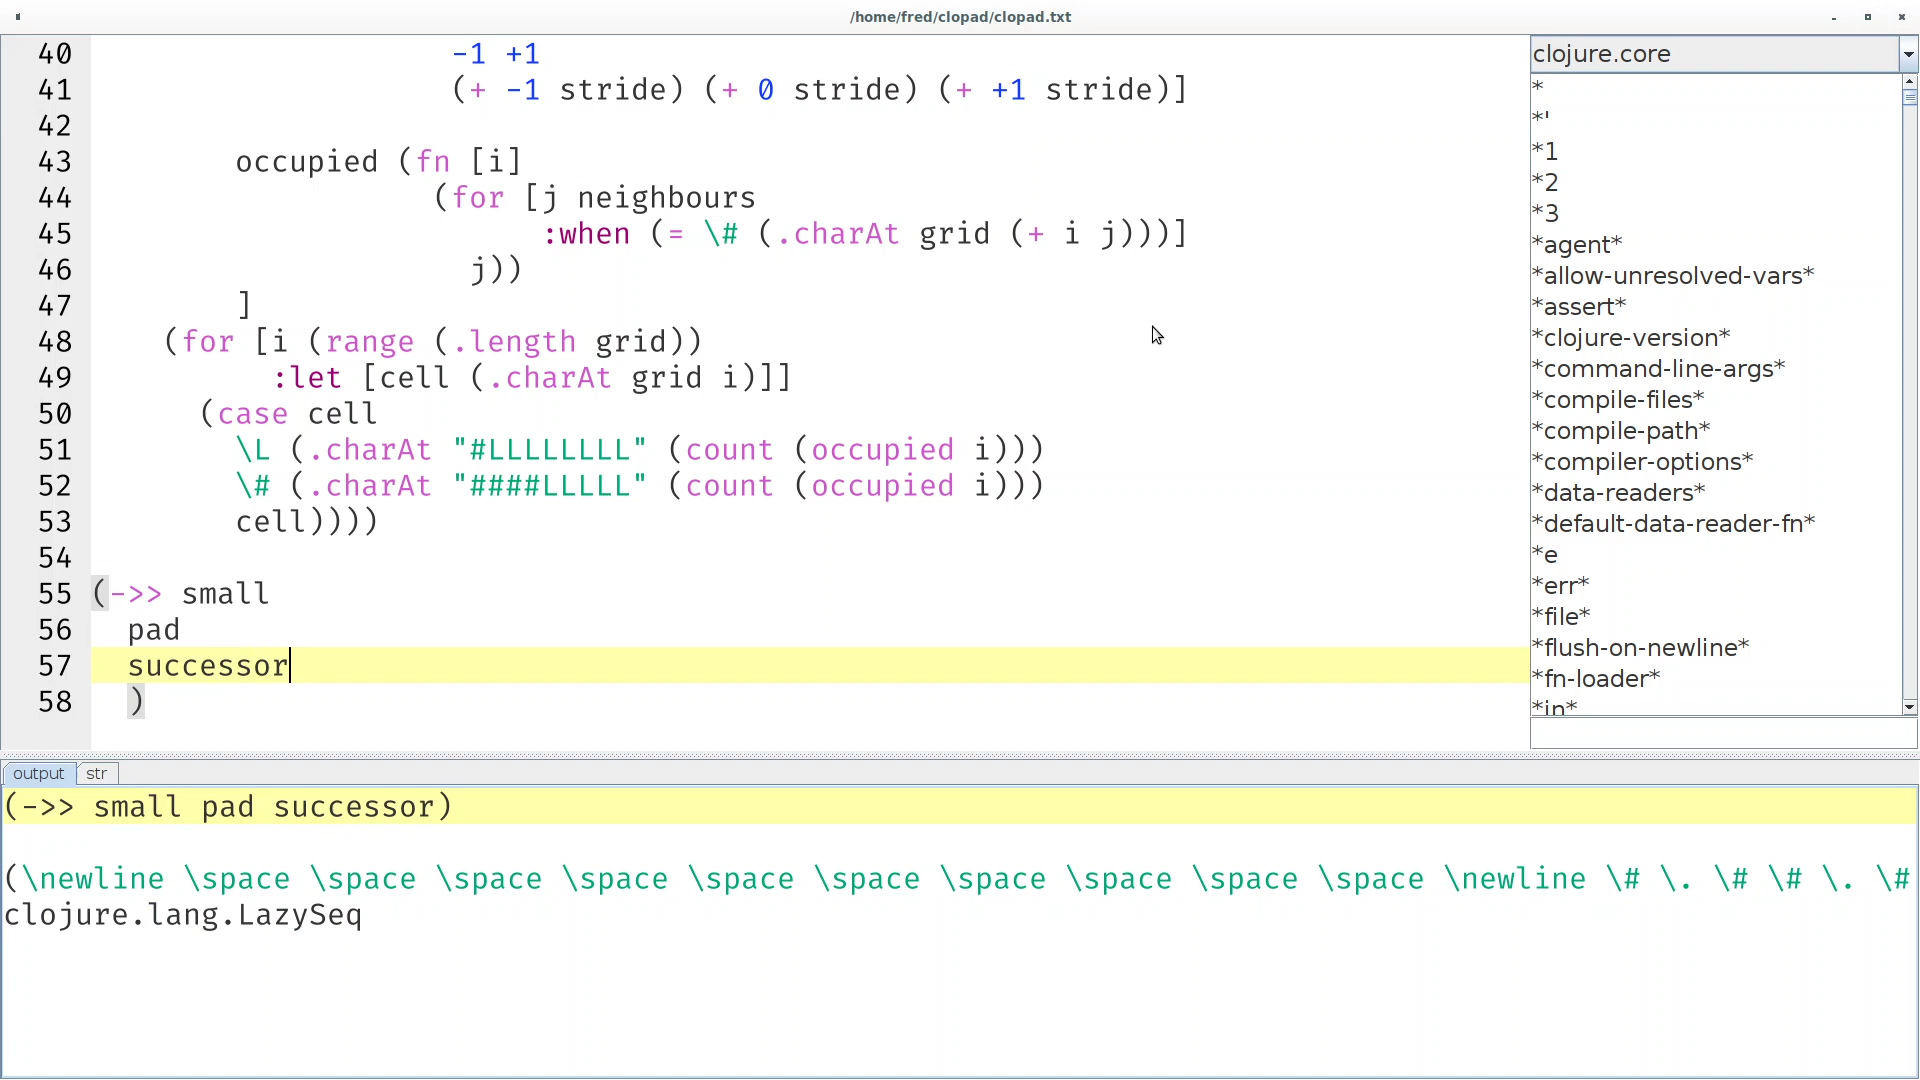 /home/fred/clopad/clopad.txt
40 -1 +1
41 (+ -1 stride) (+ 0 stride) (+ +1 stride)]
42
43 occupied (fn [i]
44 (for [j neighbours
45 :when (= \# (.charAt grid (+ i j)))]
46 j))
47 ]
48 (for [i (range (.length grid))
49 :let [cell (.charAt grid i)]]
50 (case cell
51 \L (.charAt "#LLLLLLLL" (count (occupied i)))
52 \# (.charAt "####LLLLL" (count (occupied i)))
53 cell))))
54
55 (->> small
56 pad
57 successor
58 )
clojure.core
*
*'
*1
*2
*3
*agent*
*allow-unresolved-vars*
*assert*
*clojure-version*
*command-line-args*
*compile-files*
*compile-path*
*compiler-options*
*data-readers*
*default-data-reader-fn*
*e
*err*
*file*
*flush-on-newline*
*fn-loader*
*in*
output str
(->> small pad successor)
(\newline \space \space \space \space \space \space \space \space \space \space \newline \# \. \# \# \. \#
clojure.lang.LazySeq